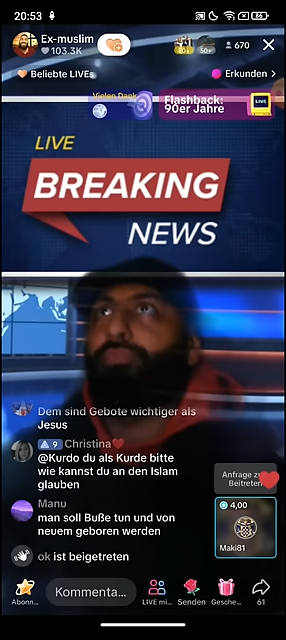 20:53
86
Ex-muslim
103.3K
50+
670
Beliebte LIVEs
Erkunden >
Vielen Dank
Flashback:
90er Jahre
LIVE
LIVE
BREAKING
NEWS
Dem sind Gebote wichtiger als
Jesus
9 Christina
@Kurdo du als Kurde bitte
wie kannst du an den Islam
glauben
Manu
man soll Buße tun und von
neuem geboren werden
ok ist beigetreten
Anfrage
Beitreten
4,00
Maki81
Abonn...
Kommenta...
LIVE mi...
Senden
Gesche...
61